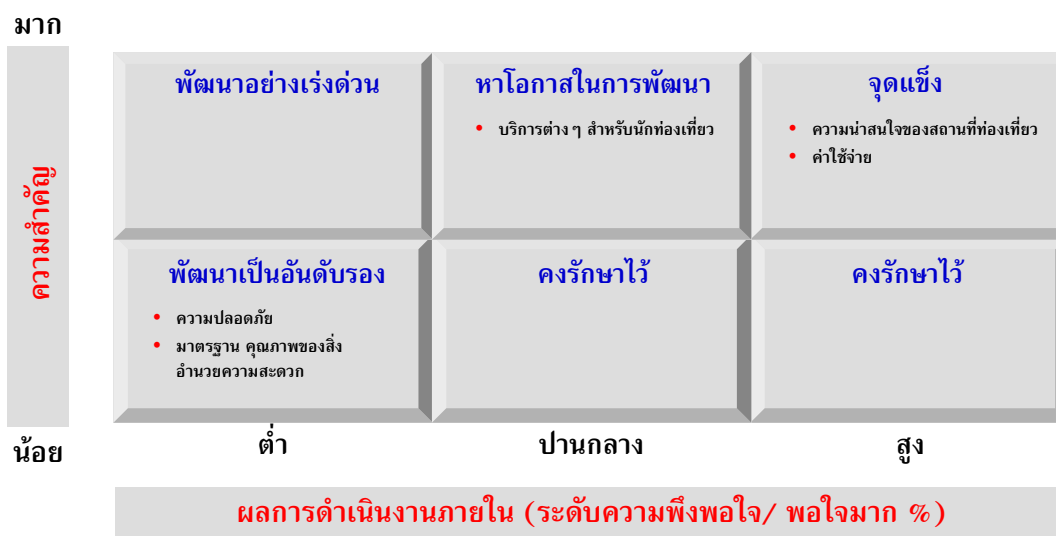 มาก
พัฒนาอย่างเร่งด่วน
หาโอกาสในการพัฒนา
• บริการต่าง ๆ สำหรับนักท่องเที่ยว
จุดแข็ง
• ความน่าสนใจของสถานที่ท่องเที่ยว
• ค่าใช้จ่าย
ความสำคัญ
พัฒนาเป็นอันดับรอง
• ความปลอดภัย
• มาตรฐาน คุณภาพของสิ่ง
อำนวยความสะดวก
คงรักษาไว้
คงรักษาไว้
น้อย
ต่ำ
ปานกลาง
สูง
ผลการดำเนินงานภายใน (ระดับความพึงพอใจ/ พอใจมาก %)